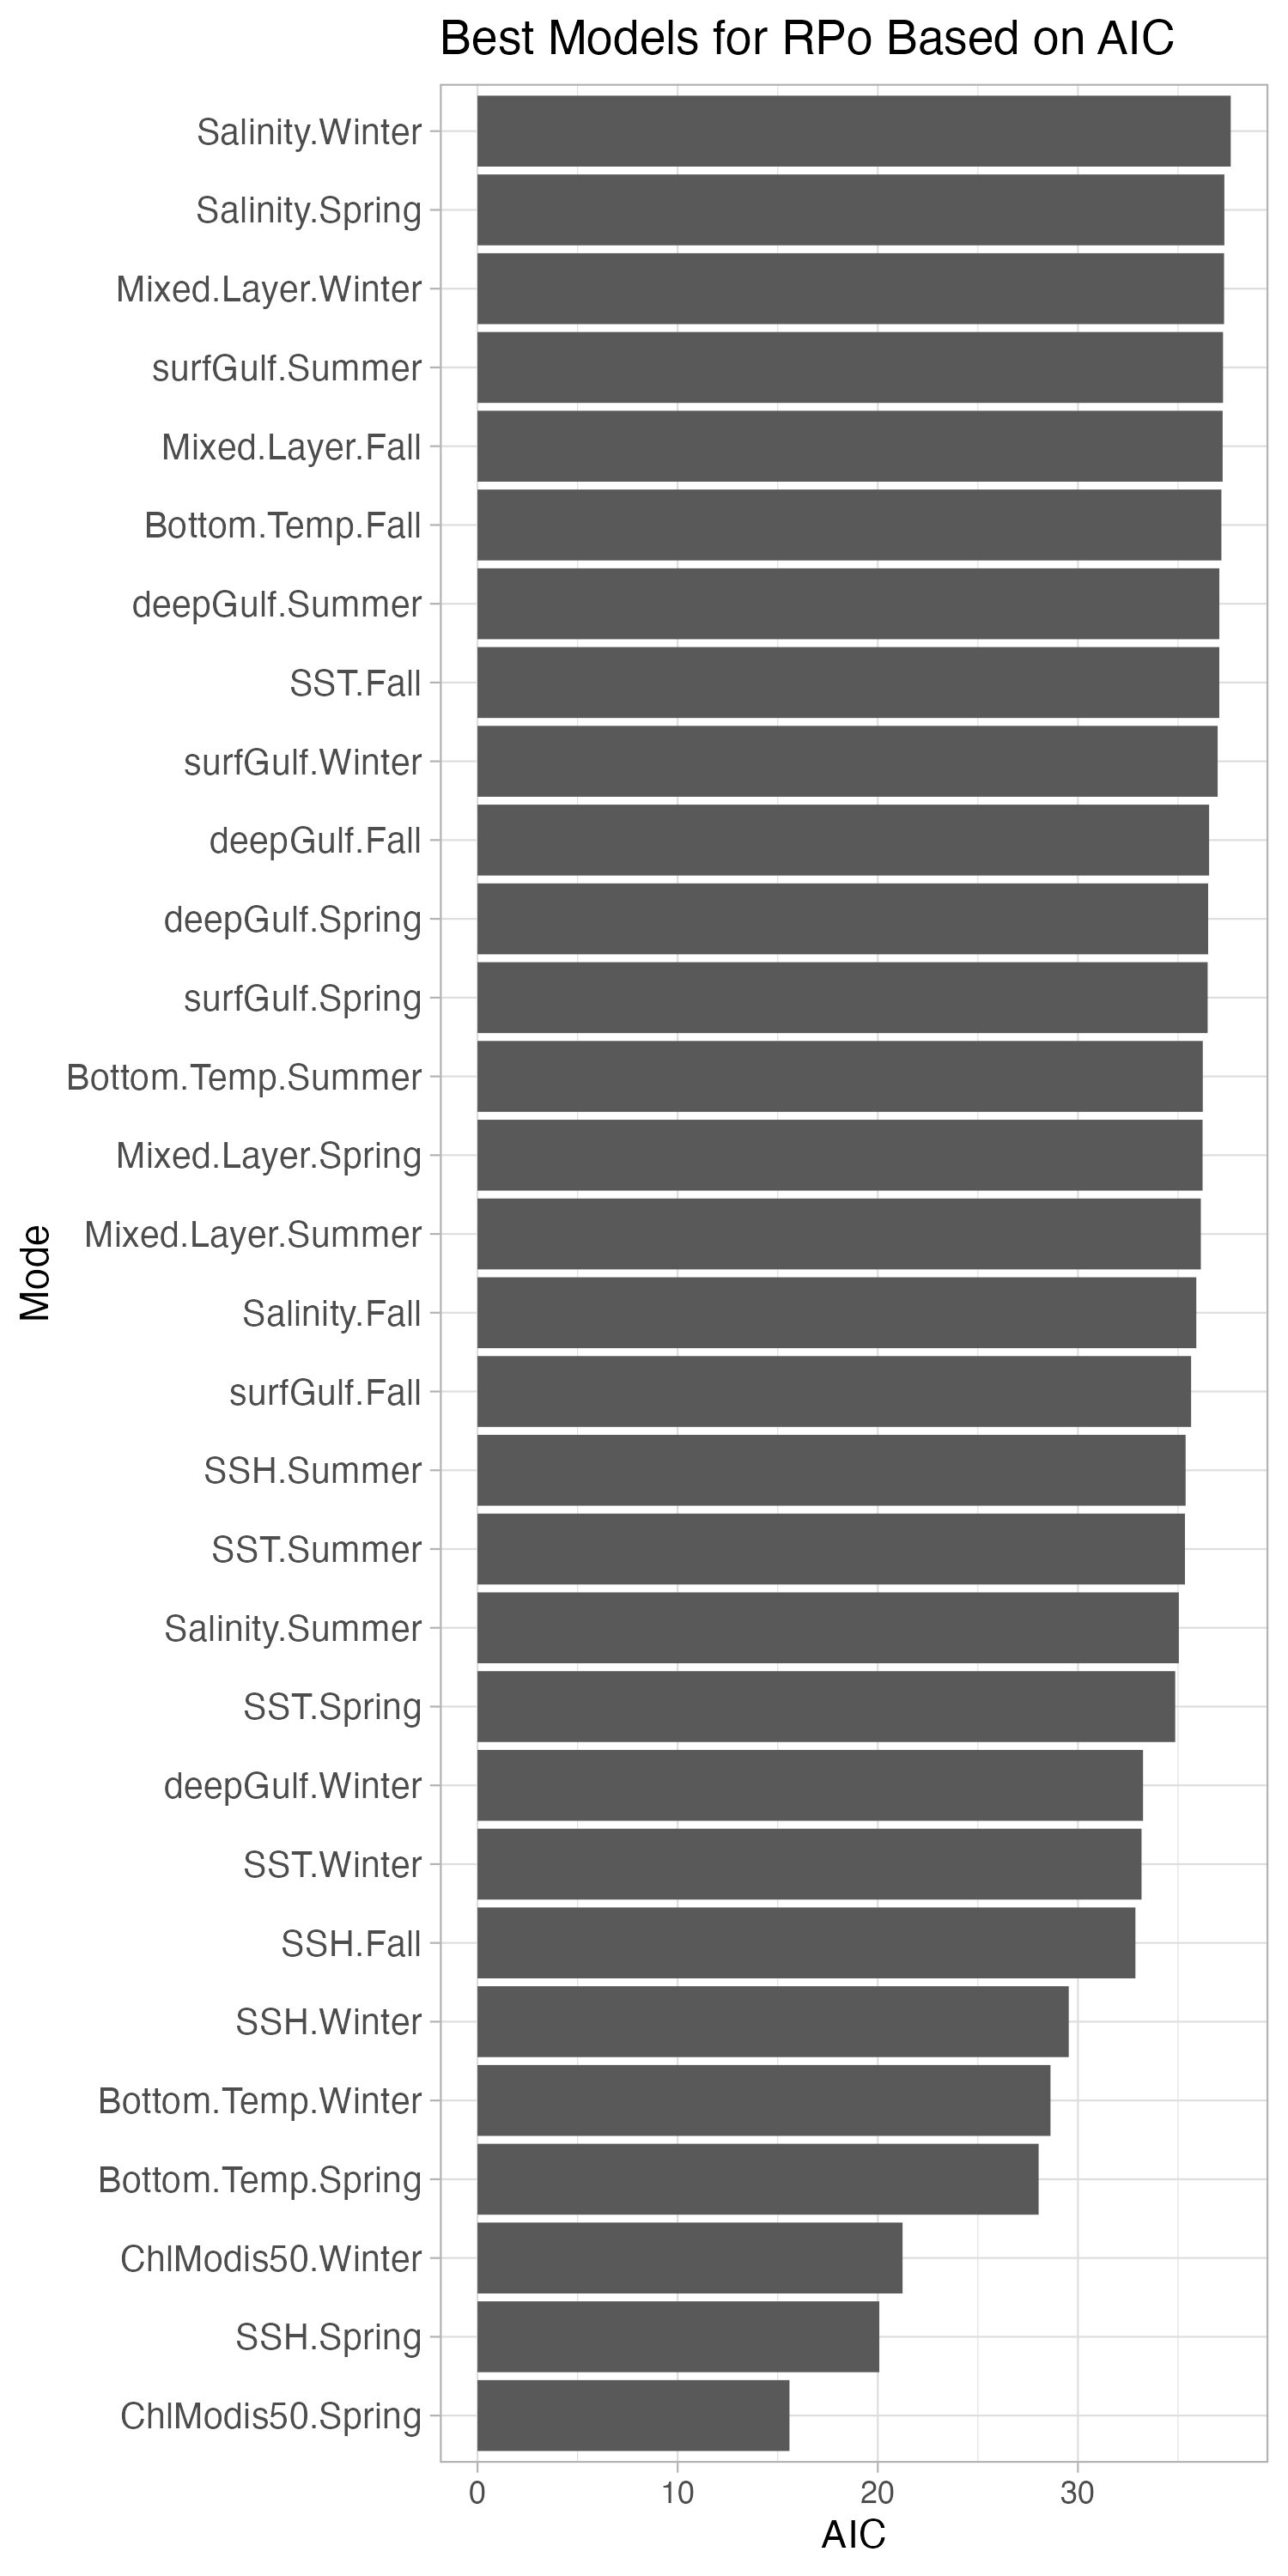 Best Models for RPo Based on AIC
Salinity.Winter
Salinity.Spring
Mixed.Layer.Winter
surfGulf.Summer
Mixed.Layer.Fall
Bottom.Temp.Fall
deepGulf.Summer
SST.Fall
surfGulf.Winter
deepGulf.Fall
deepGulf.Spring
surfGulf.Spring
Bottom.Temp.Summer
Mixed.Layer.Spring
Mixed.Layer.Summer
Salinity.Fall
surfGulf.Fall
SSH.Summer
SST.Summer
Salinity.Summer
SST.Spring
deepGulf.Winter
SST.Winter
SSH.Fall
SSH.Winter
Bottom.Temp.Winter
Bottom.Temp.Spring
ChlModis50.Winter
SSH.Spring
ChlModis50.Spring
Mode
0 10 20 30
AIC